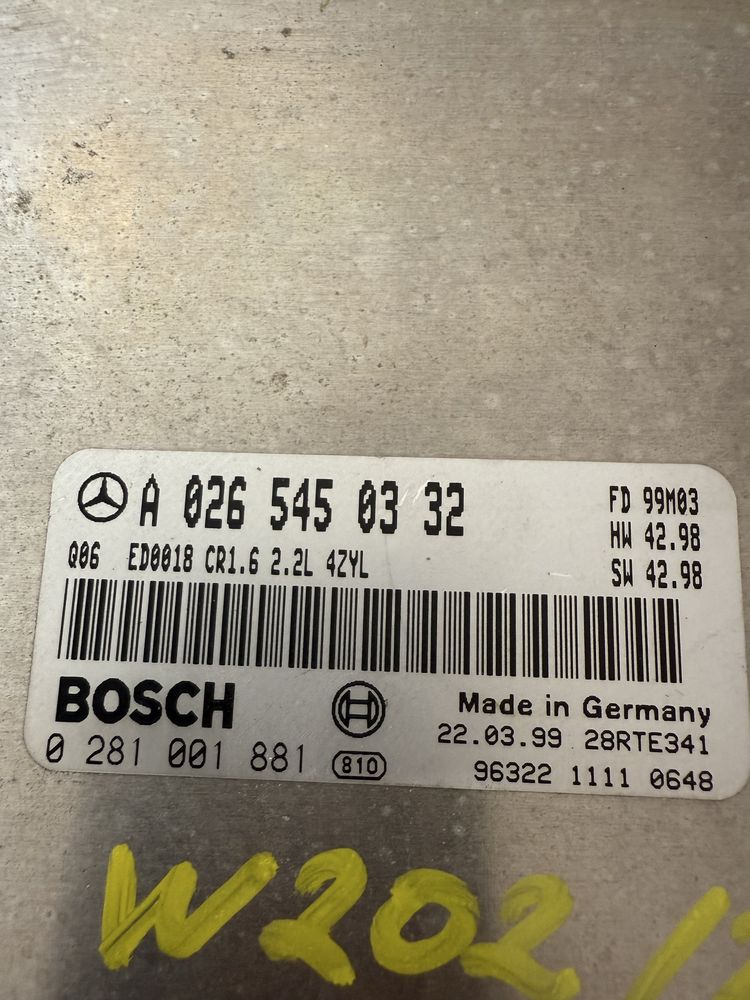 A 026 545 03 32
FD 99M03
HW 42.98
SW 42.98
Q06 ED0018 CR1.6 2.2L 4ZYL
BOSCH
Made in Germany
0 281 001 881
810
22.03.99 28RTE341
96322 1111 0648
W202/